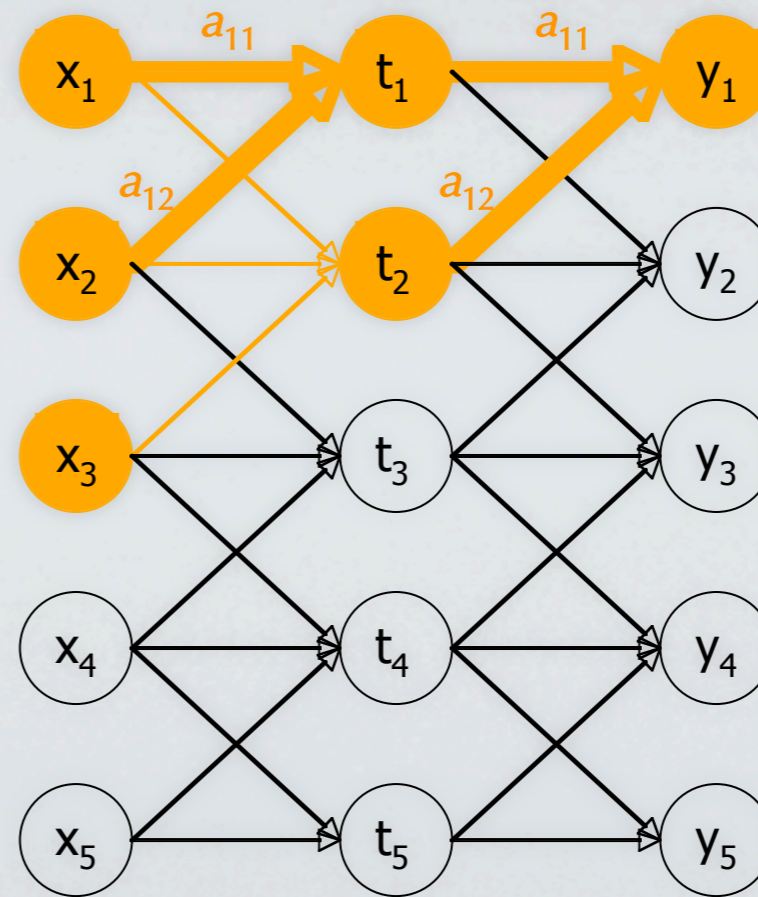 a₁₁ a₁₁
x₁ t₁ y₁
a₁₂ a₁₂
x₂ t₂ y₂
x₃ t₃ y₃
x₄ t₄ y₄
x₅ t₅ y₅